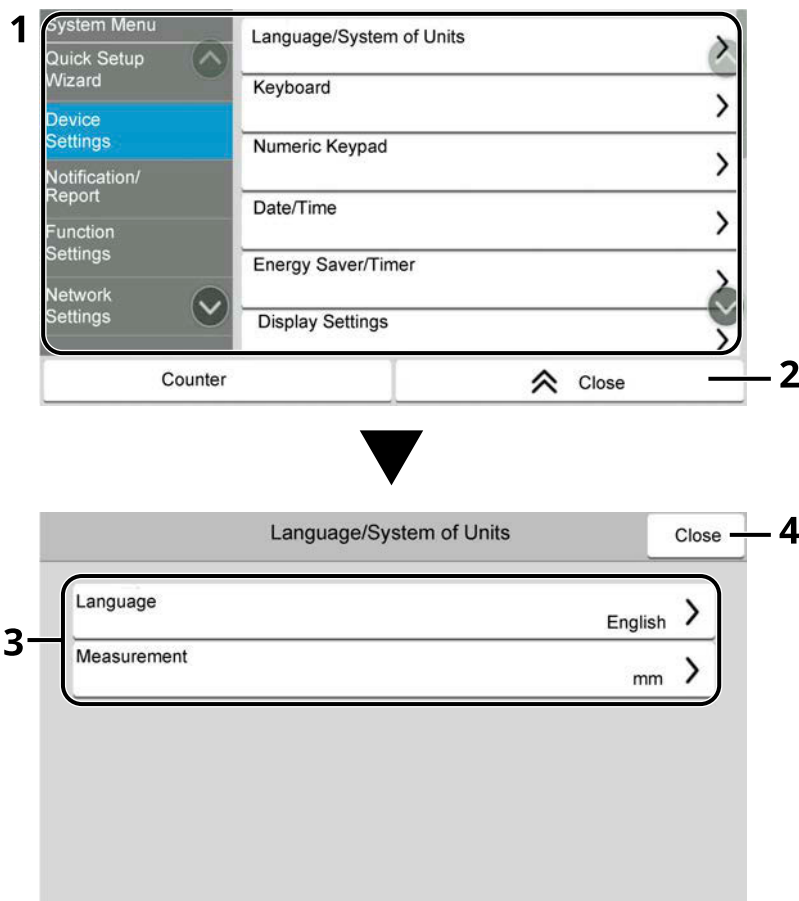 1
System Menu
Quick Setup
Wizard
Device
Settings
Notification/
Report
Function
Settings
Network
Settings
Language/System of Units
Keyboard
Numeric Keypad
Date/Time
Energy Saver/Timer
Display Settings
Counter
Close
2
Language/System of Units
Close
4
3
Language
English
Measurement
mm